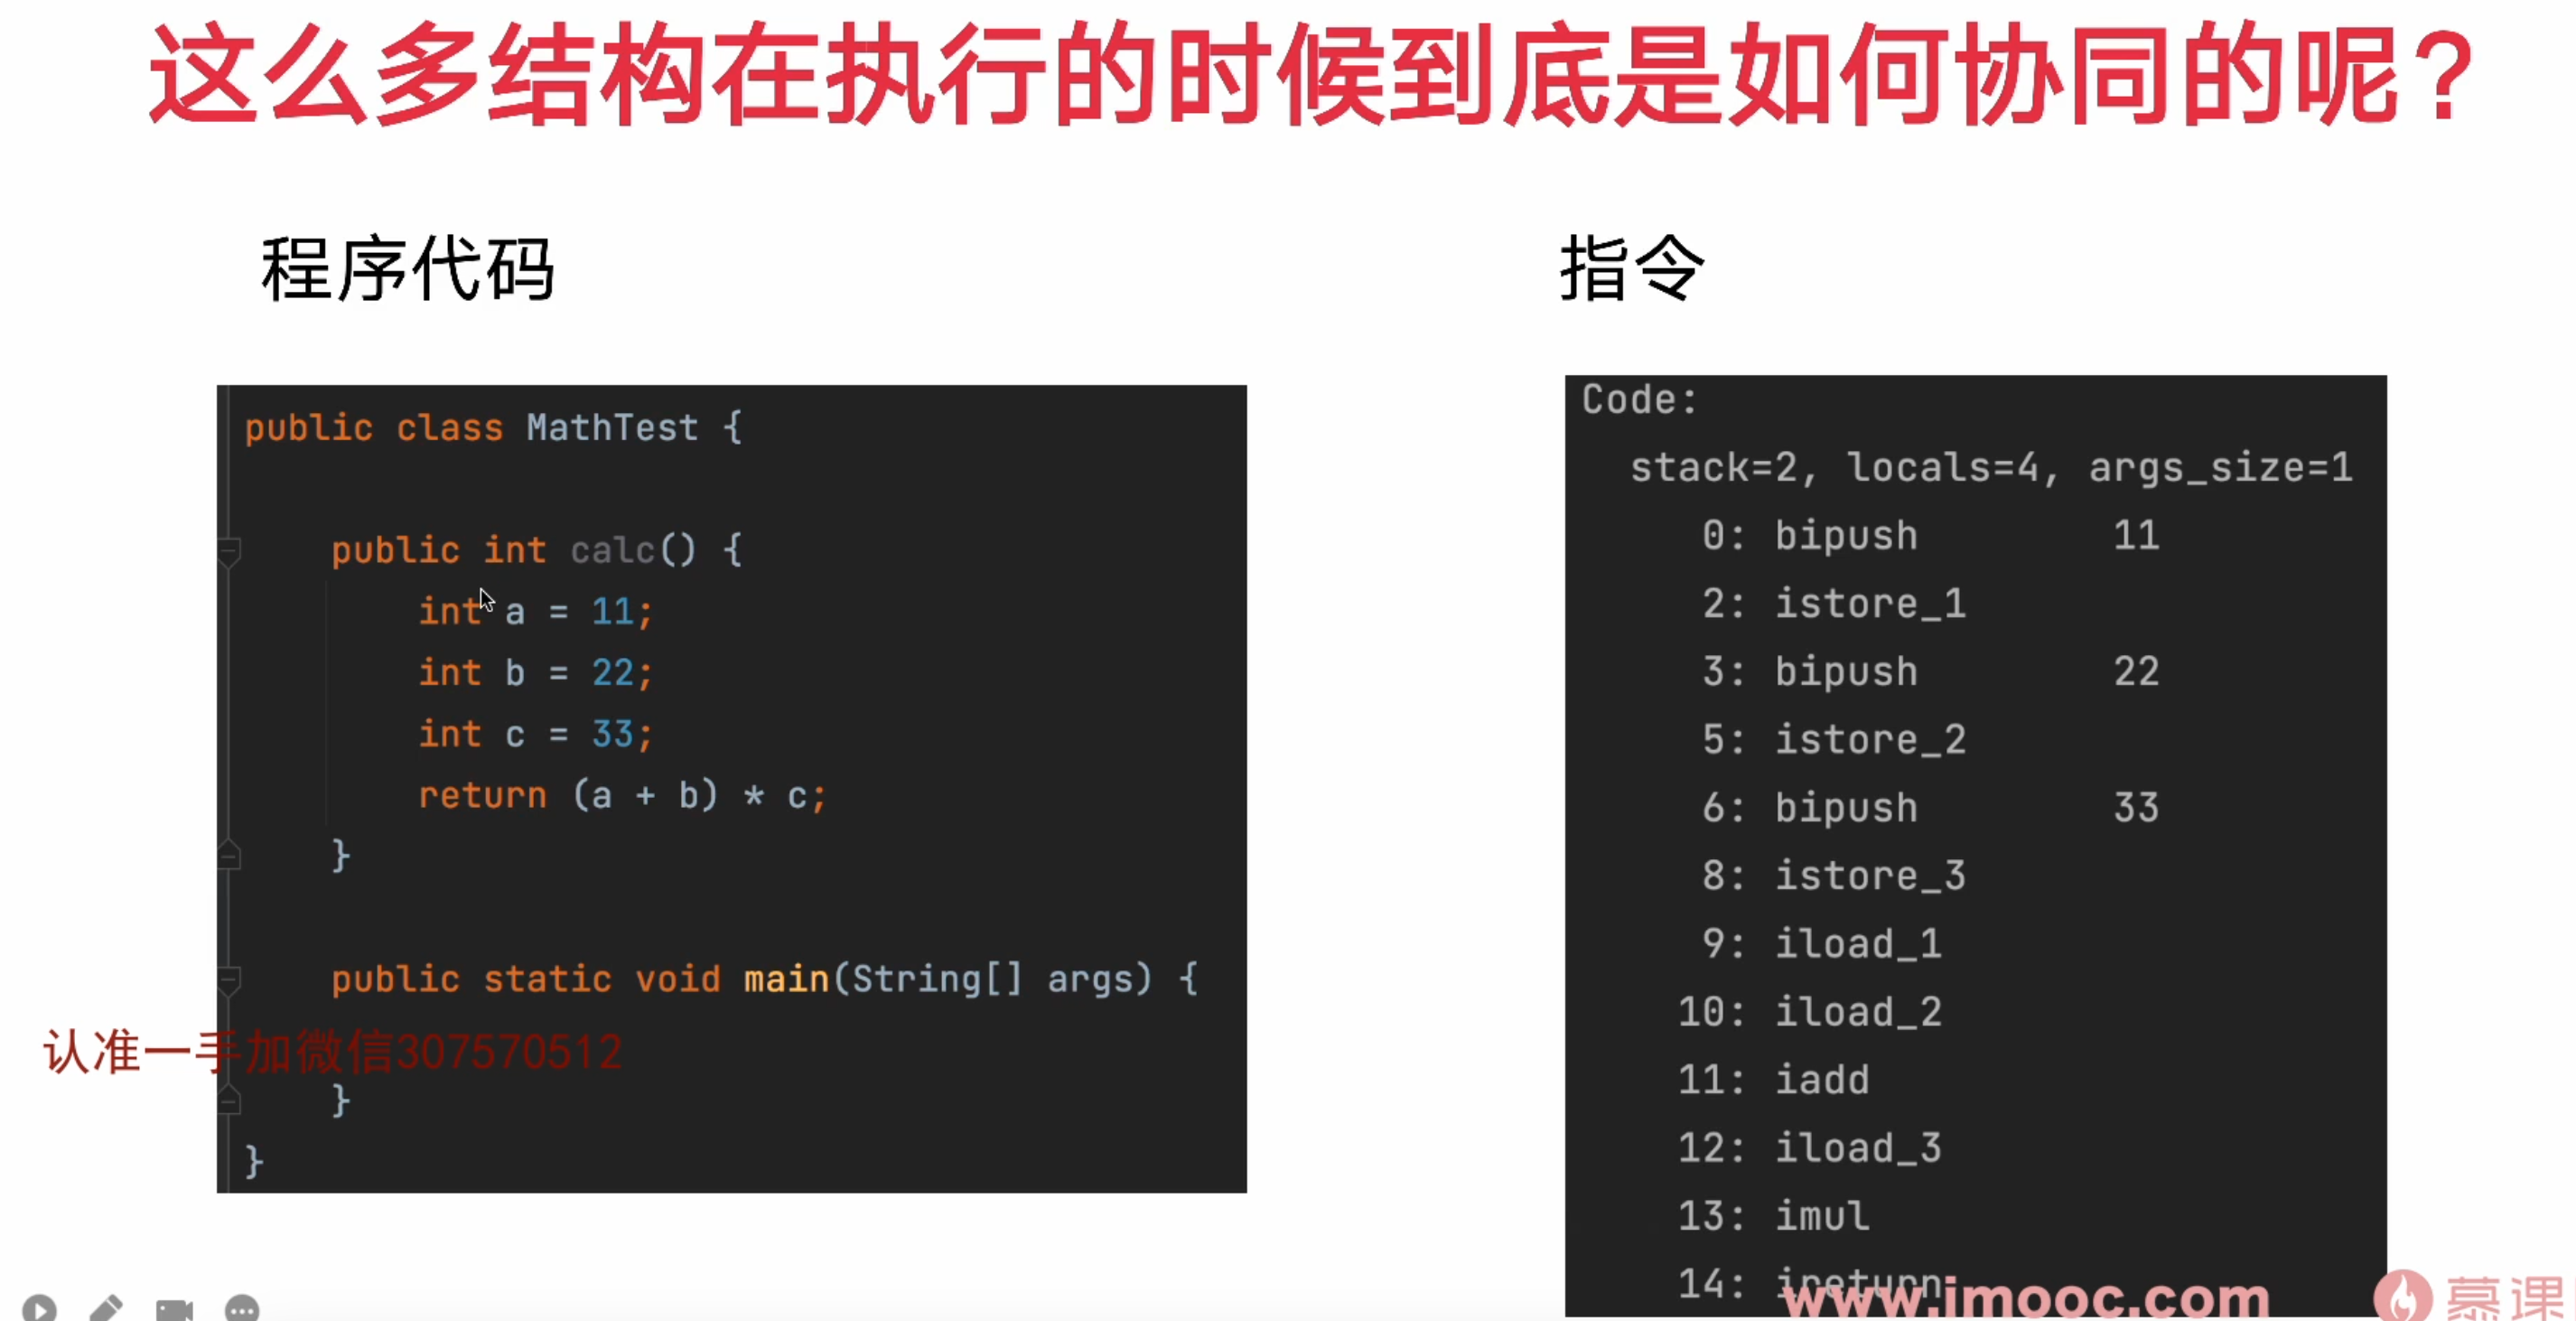 这么多结构在执行的时候到底是如何协同的呢？
程序代码
指令
public class MathTest {
public int calc() {
int a = 11;
int b = 22;
int c = 33;
return (a + b) * c;
}
public static void main(String[] args) {
认准一手加微信307570512
}
}
Code:
stack=2, locals=4, args_size=1
0: bipush 11
2: istore_1
3: bipush 22
5: istore_2
6: bipush 33
8: istore_3
9: iload_1
10: iload_2
11: iadd
12: iload_3
13: imul
14: ireturn
www.imooc.com
慕课